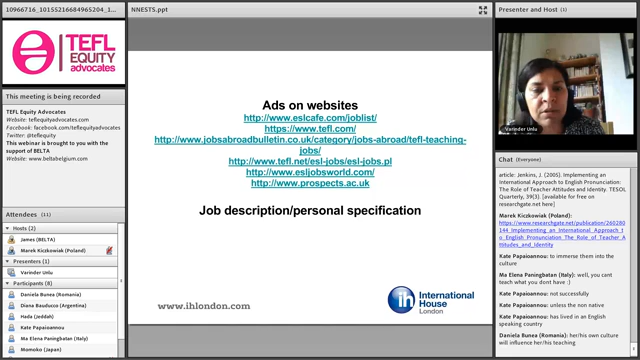 10966716_10155216684965204_15...
TEFL
EQUITY
advocates
This meeting is being recorded
TEFL Equity Advocates
Website: teflequityadvocates.com
Facebook: facebook.com/teflequityadvocates
Twitter:@teflequity
This webinar is brought to you with the
support of BELTA
Website: www.beltabelgium.com
Attendees (11)
Hosts (2)
James (BELTA)
Marek Kiczkowiak (Poland)
Presenters (1)
Varinder Unlu
Participants (8)
Daniela Bunea (Romania)
Diana Bauducco (Argentina)
Hada (Jeddah)
Kate Papaioannou
Ma Elena Paningbatan (Italy)
Momoko (Japan)
NNESTS.ppt
Ads on websites
http://www.eslcafe.com/joblist/
https://www.tefl.com/
http://www.jobsabroadbulletin.co.uk/category/jobs-abroad/tefl-teaching-
jobs/
http://www.tefl.net/esl-jobs/esl-jobs.pl
http://www.esljobsworld.com/
http://www.prospects.ac.uk
Job description/personal specification
www.ihlondon.com
ih
International
House
London
Presenter and Host (1)
Varinder Unlu
Chat (Everyone)
article: Jenkins, J. (2005). Implementing an
International Approach to English Pronunciation:
The Role of Teacher Attitudes and Identity. TESOL
Quarterly, 39(3). [available for free on
researchgate.net here]
Marek Kiczkowiak (Poland):
https://www.researchgate.net/publication/260280
144_Implementing_an_International_Approach_t
o_English_Pronunciation_The_Role_of_Teacher_A
ttitudes_and_Identity
Kate Papaioannou: to immerse them into the
culture
Ma Elena Paningbatan (Italy): well, you cant
teach what you dont have :)
Kate Papaioannou: not successfully
Kate Papaioannou: unless the non native
Kate Papaioannou: has lived in an English
speaking country
Daniela Bunea (Romania): her/his own culture
will influence her/his teaching